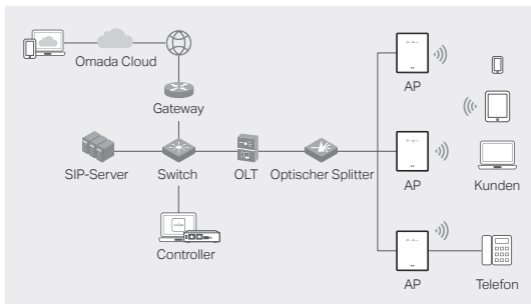 Omada Cloud
Gateway
AP
SIP-Server
Switch
OLT
Optischer Splitter
AP
Kunden
Controller
AP
Telefon